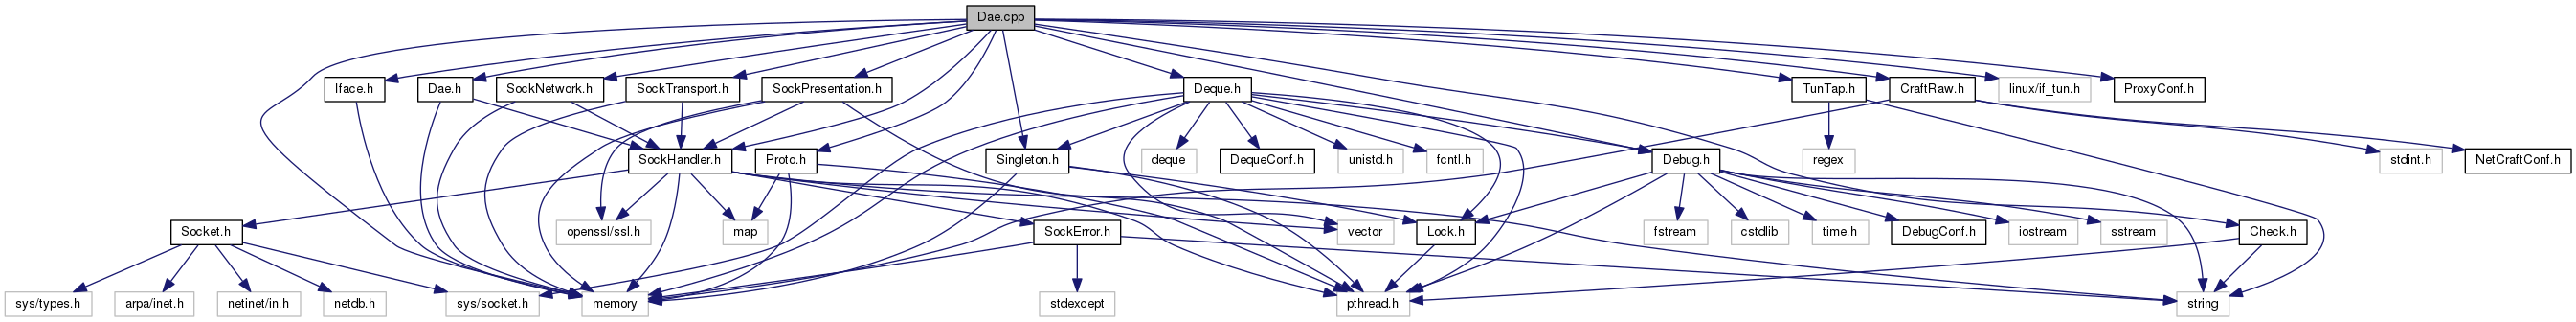 Dae.cpp
Iface.h
Dae.h
SockNetwork.h
SockTransport.h
SockPresentation.h
Deque.h
TunTap.h
CraftRaw.h
linux/if_tun.h
ProxyConf.h
SockHandler.h
Proto.h
Singleton.h
deque
DequeConf.h
unistd.h
fcntl.h
Debug.h
regex
stdint.h
NetCraftConf.h
Socket.h
openssl/ssl.h
map
SockError.h
vector
Lock.h
fstream
cstdlib
time.h
DebugConf.h
iostream
sstream
Check.h
sys/types.h
arpa/inet.h
netinet/in.h
netdb.h
sys/socket.h
memory
stdexcept
pthread.h
string